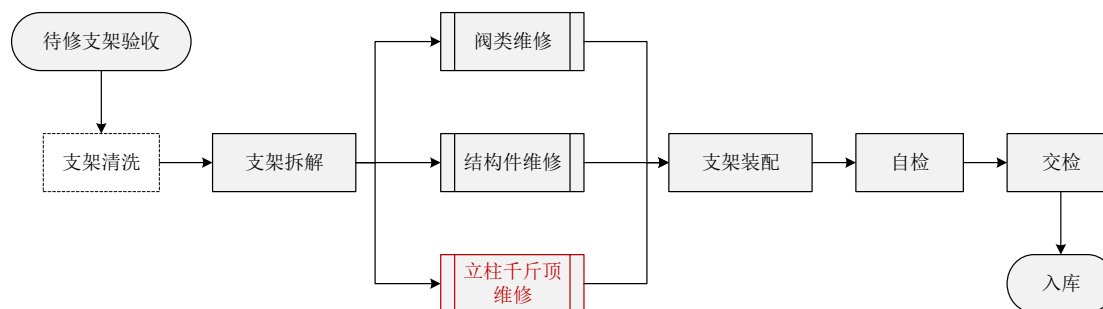 待修支架验收
支架清洗
支架拆解
阀类维修
结构件维修
立柱千斤顶
维修
支架装配
自检
交检
入库